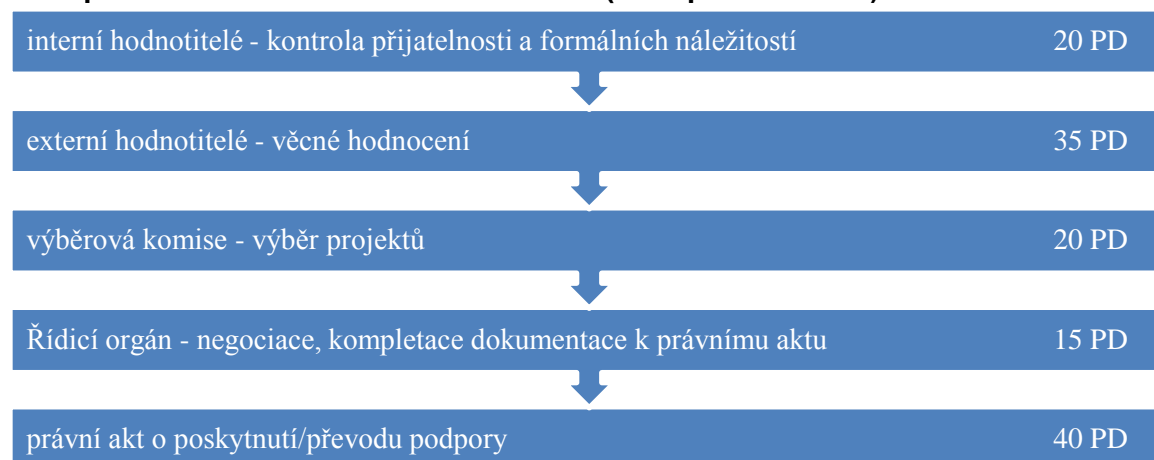 interní hodnotitelé - kontrola přijatelnosti a formálních náležitostí 20 PD
externí hodnotitelé - věcné hodnocení 35 PD
výběrová komise - výběr projektů 20 PD
Řídicí orgán - negociace, kompletace dokumentace k právnímu aktu 15 PD
právní akt o poskytnutí/převodu podpory 40 PD